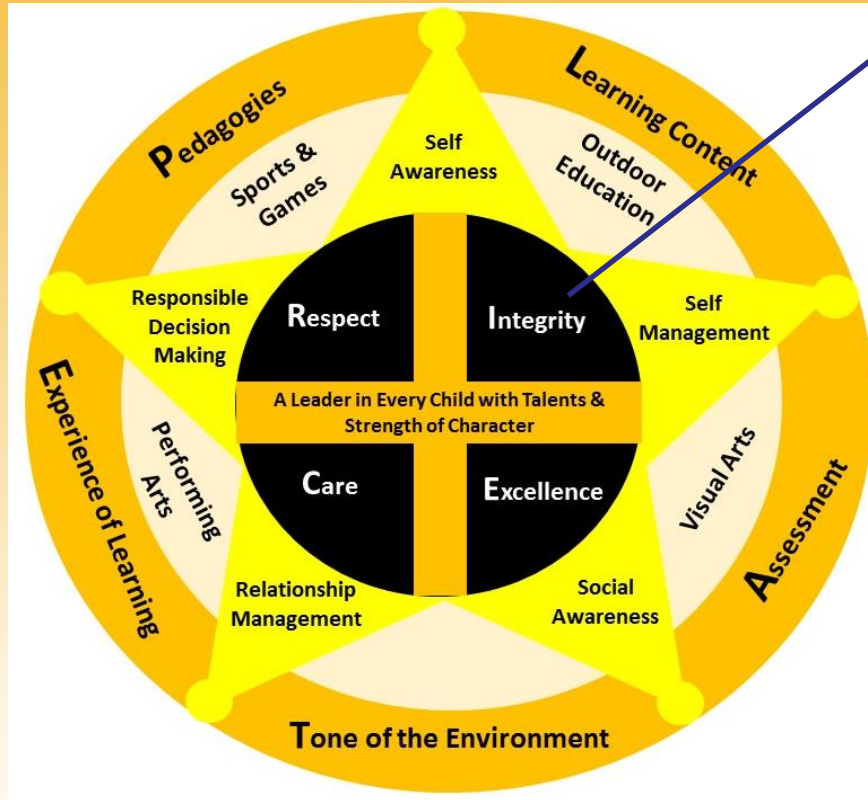 Pedagogies
Learning Content
Sports &
Games
Self
Awareness
Outdoor
Education
Responsible
Decision
Making
Respect
Integrity
Self
Management
A Leader in Every Child with Talents &
Strength of Character
Experience of Learning
Performing
Arts
Care
Excellence
Visual Arts
Assessment
Relationship
Management
Social
Awareness
Tone of the Environment